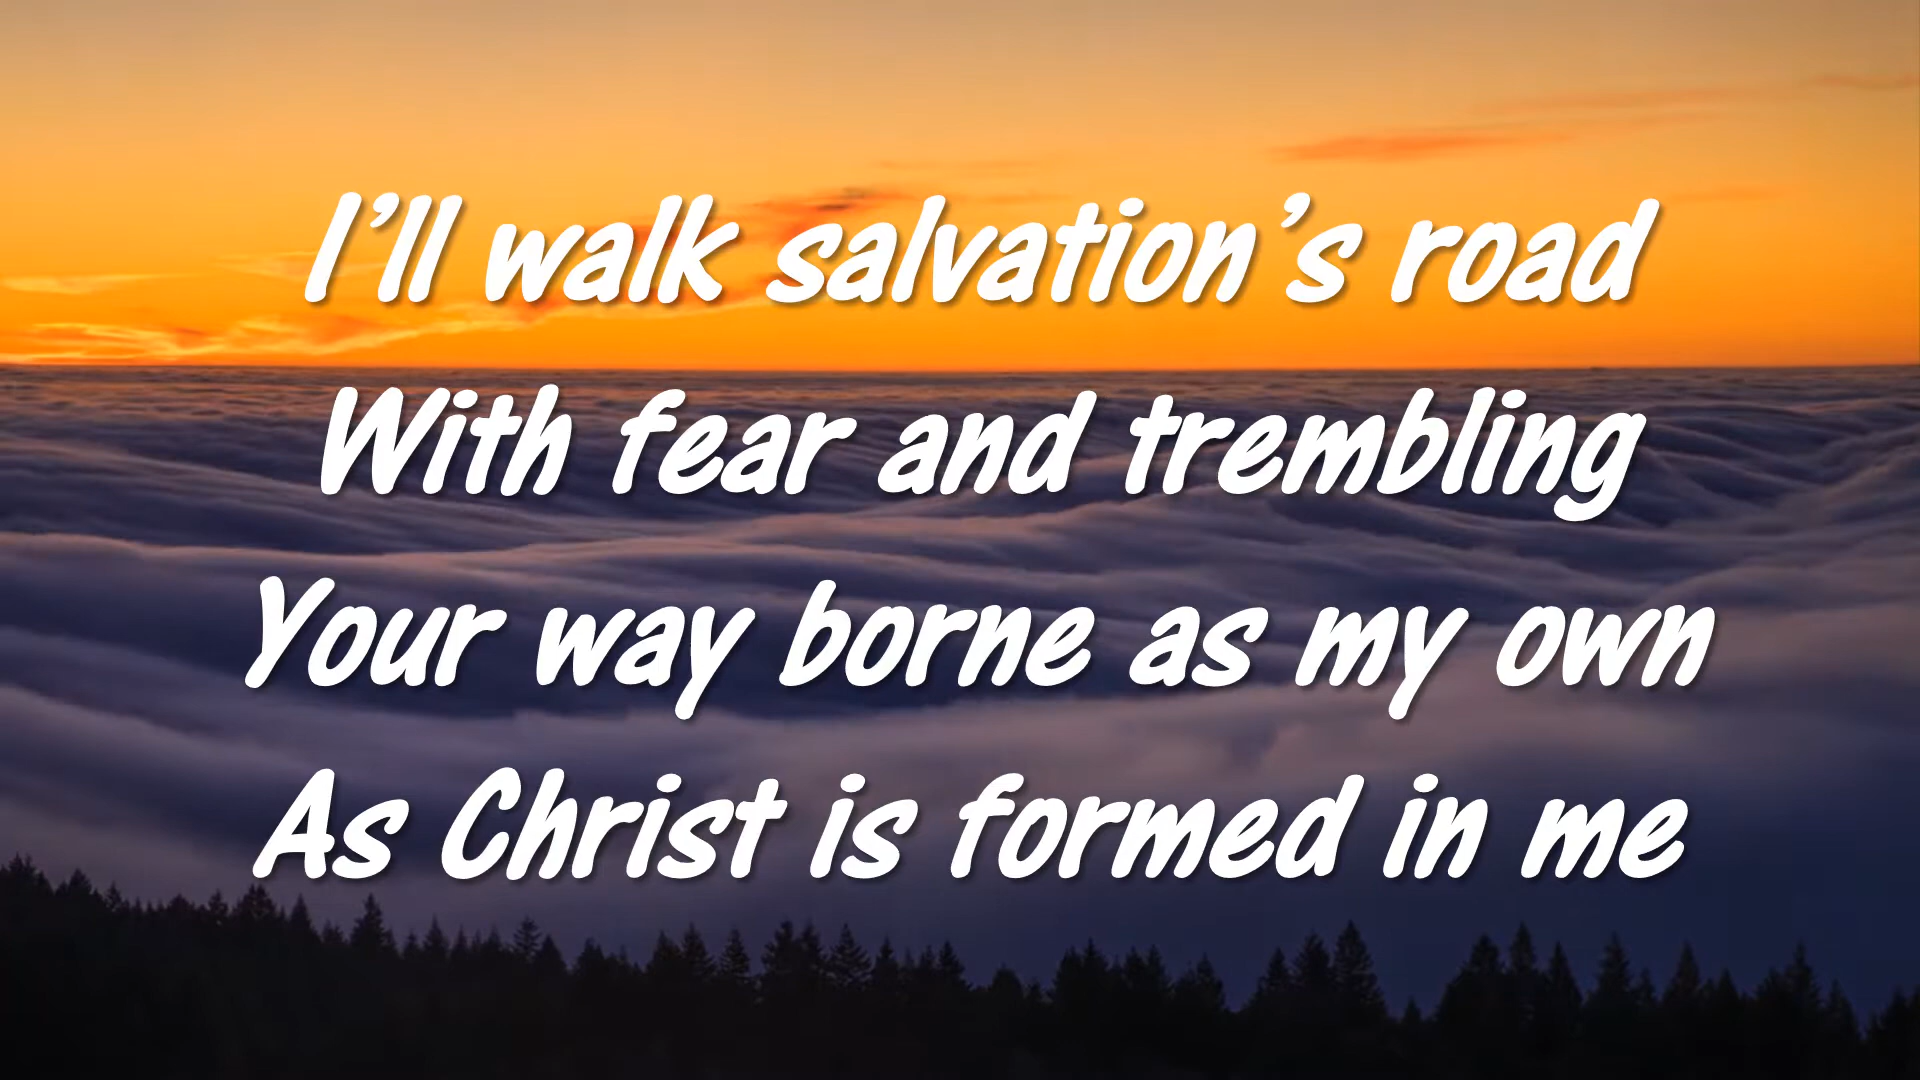 I’ll walk salvation’s road
With fear and trembling
Your way borne as my own
As Christ is formed in me